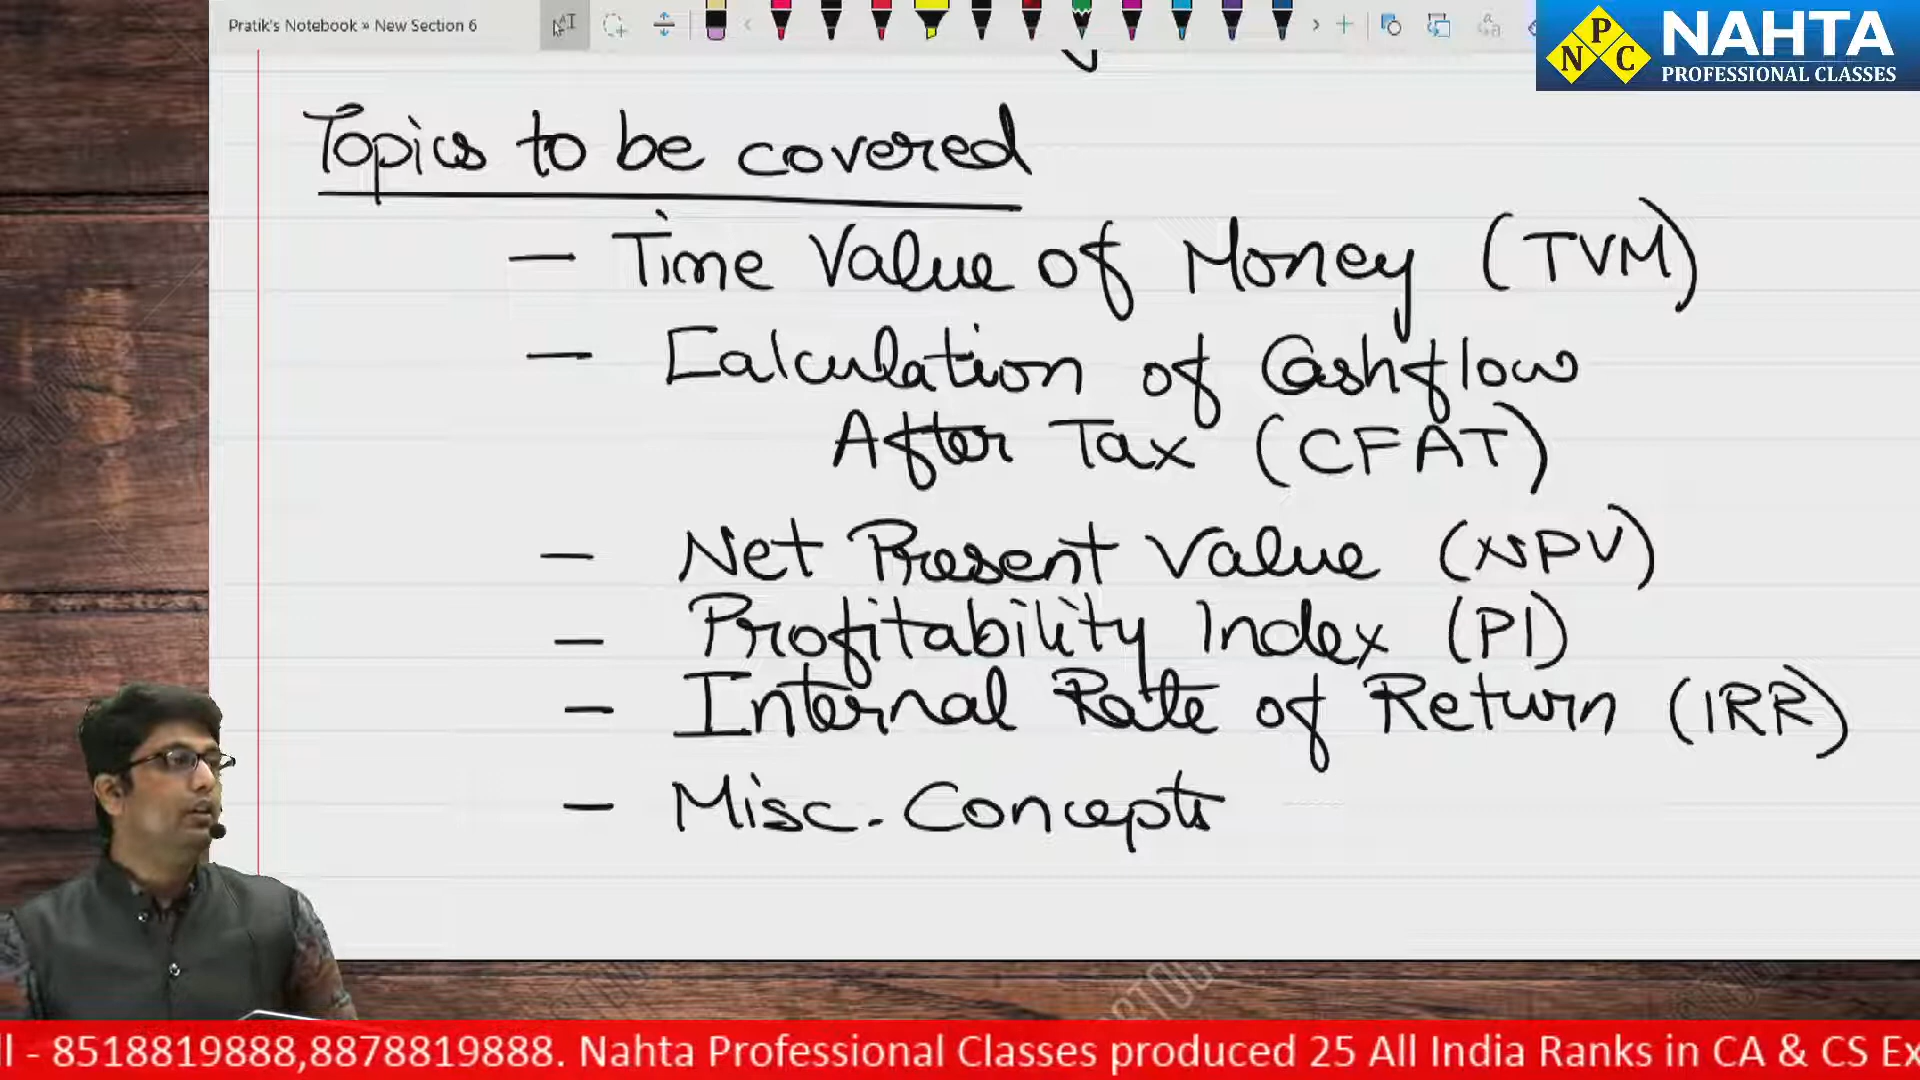 Pratik's Notebook » New Section 6
NPC
NAHTA
PROFESSIONAL CLASSES
Topics to be covered
— Time Value of Money (TVM)
— Calculation of Cashflow
After Tax (CFAT)
— Net Present Value (NPV)
— Profitability Index (PI)
— Internal Rate of Return (IRR)
— Misc. Concepts
ll - 8518819888,8878819888. Nahta Professional Classes produced 25 All India Ranks in CA & CS Ex